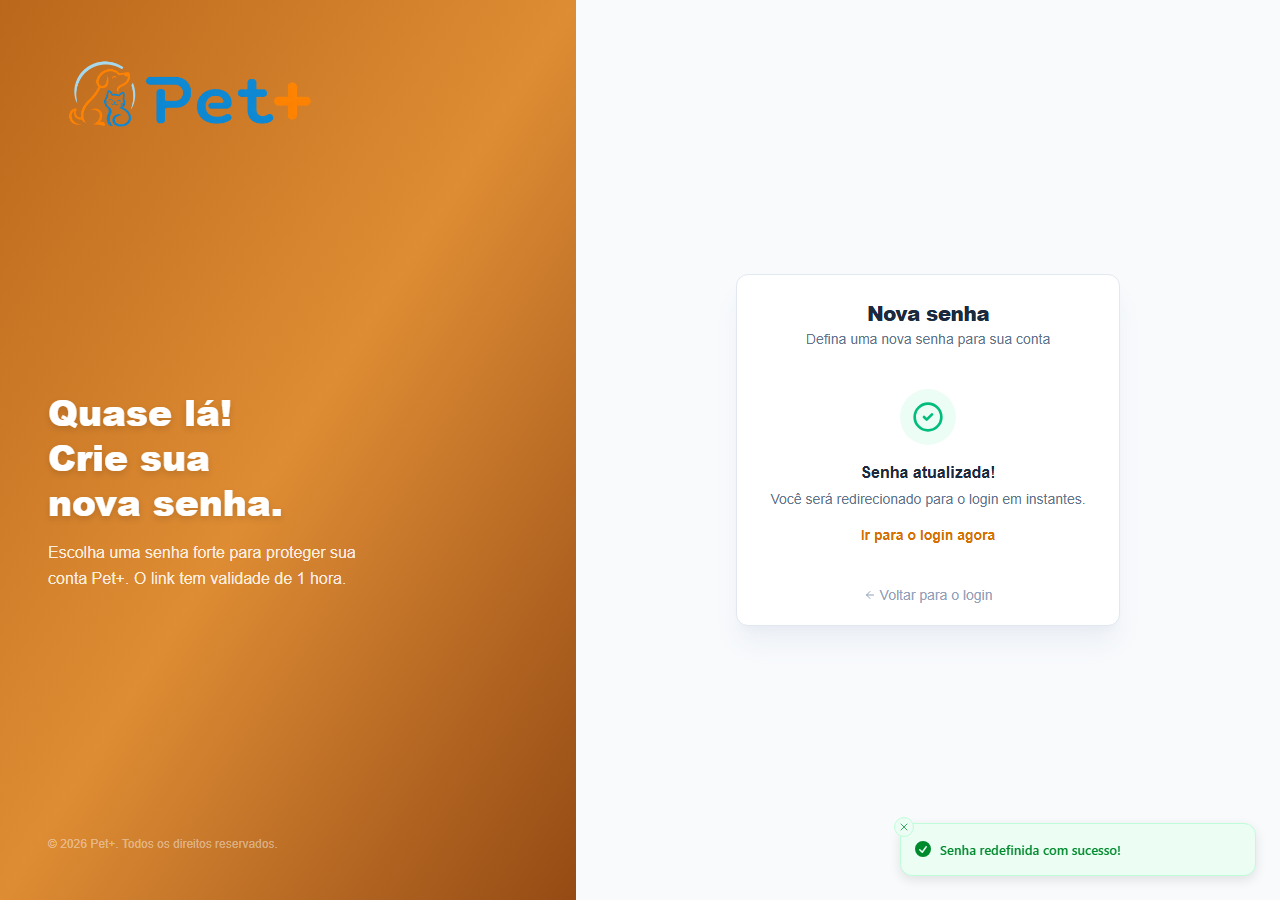 Pet+
Quase lá!
Crie sua
nova senha.
Escolha uma senha forte para proteger sua
conta Pet+. O link tem validade de 1 hora.
© 2026 Pet+. Todos os direitos reservados.
Nova senha
Defina uma nova senha para sua conta
Senha atualizada!
Você será redirecionado para o login em instantes.
Ir para o login agora
← Voltar para o login
Senha redefinida com sucesso!